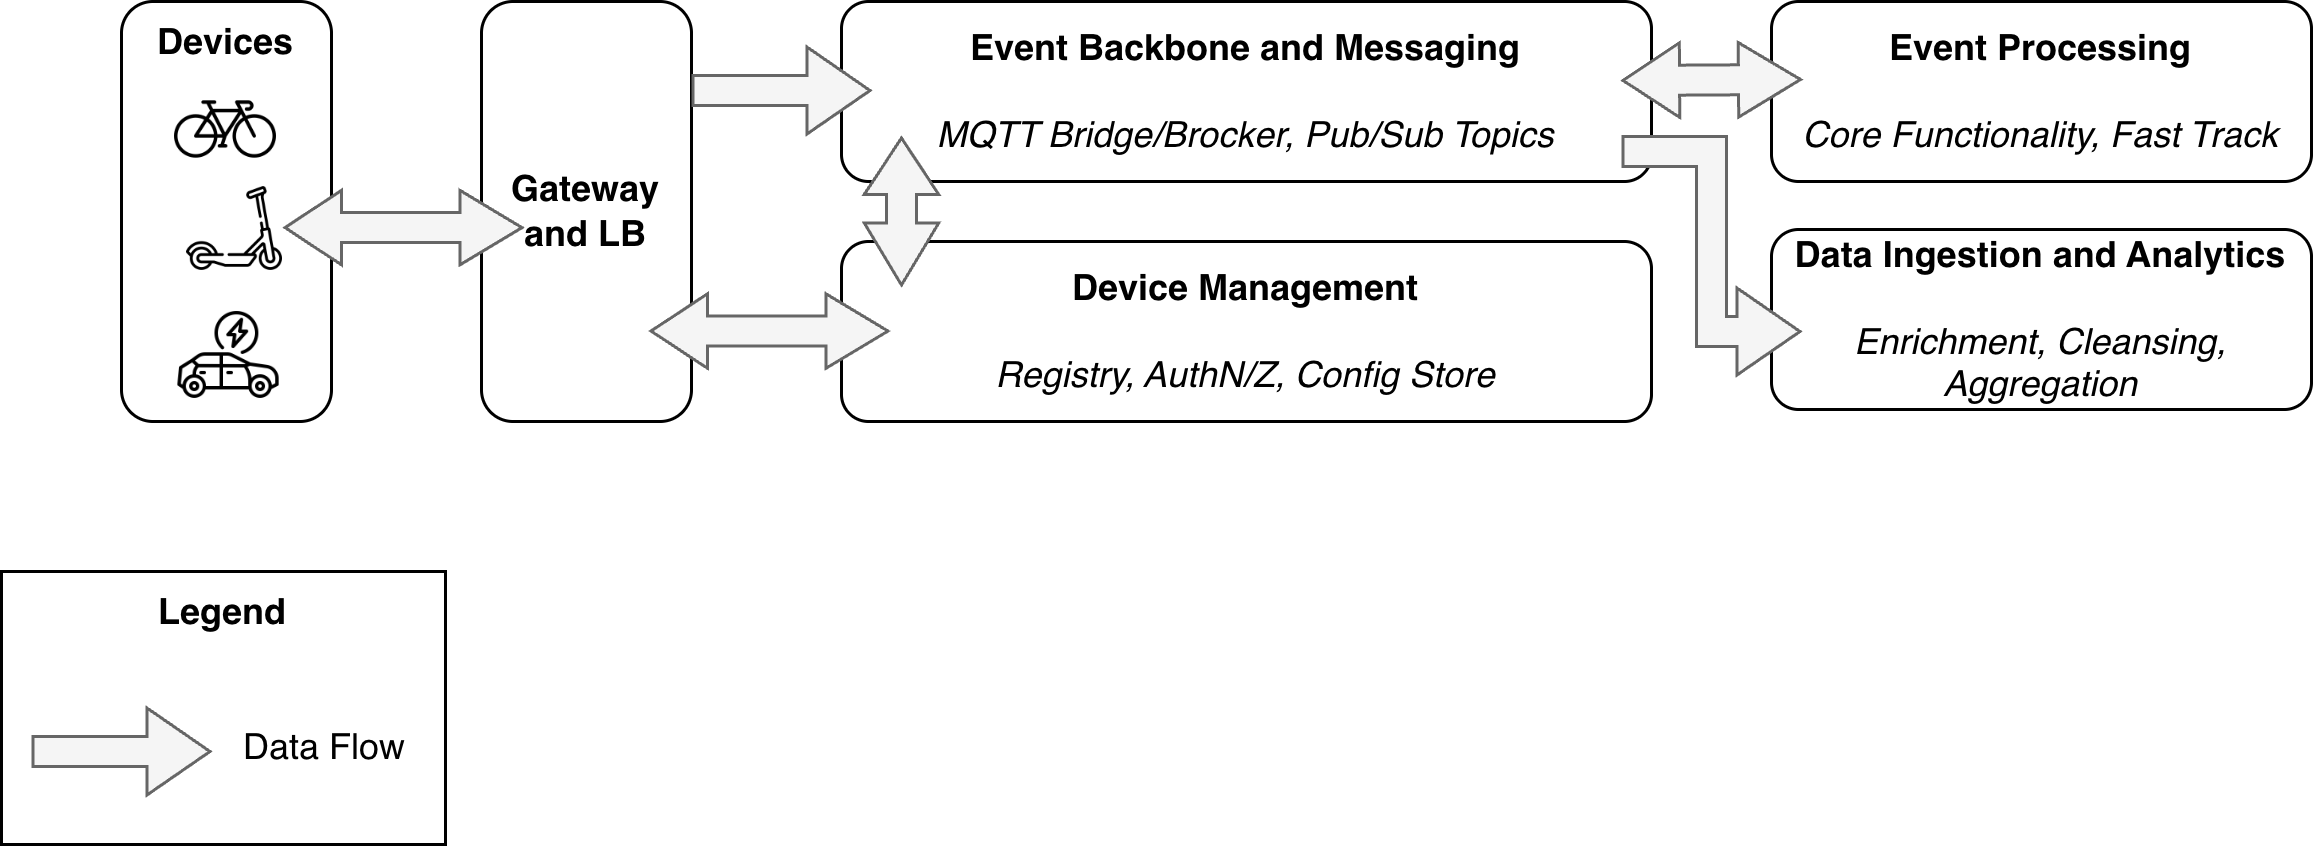 Devices
Gateway
and LB
Event Backbone and Messaging
MQTT Bridge/Brocker, Pub/Sub Topics
Event Processing
Core Functionality, Fast Track
Device Management
Registry, AuthN/Z, Config Store
Data Ingestion and Analytics
Enrichment, Cleansing,
Aggregation
Legend
Data Flow